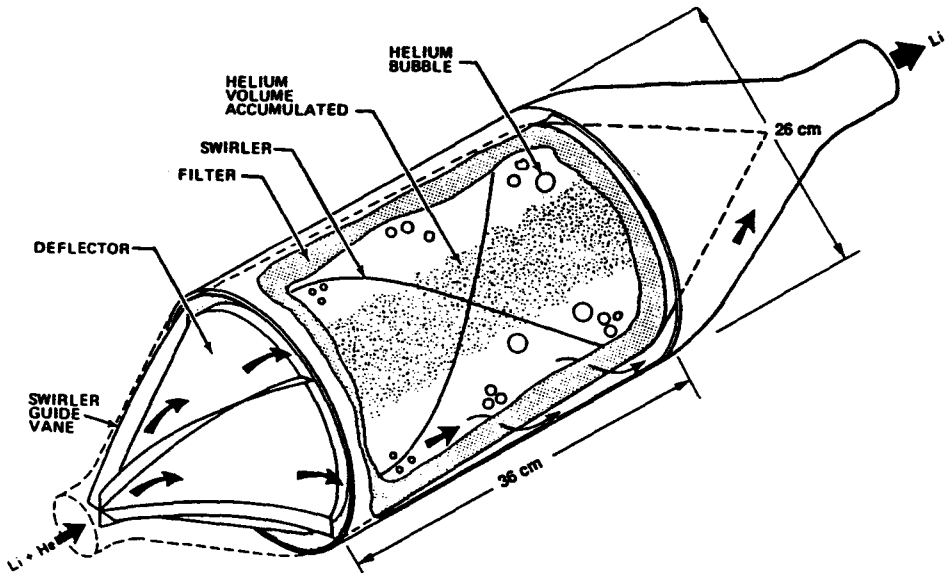 HELIUM
BUBBLE
Li
HELIUM
VOLUME
ACCUMULATED
26 cm
SWIRLER
FILTER
DEFLECTOR
SWIRLER
GUIDE
VANE
36 cm
Li + He